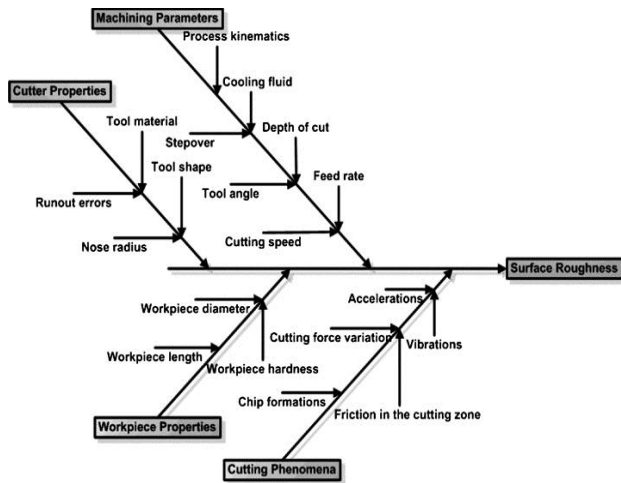 Machining Parameters
Process kinematics
Cooling fluid
Cutter Properties
Tool material
Depth of cut
Stepover
Tool shape
Feed rate
Tool angle
Runout errors
Nose radius
Cutting speed
Surface Roughness
Accelerations
Workpiece diameter
Cutting force variation
Vibrations
Workpiece length
Workpiece hardness
Chip formations
Friction in the cutting zone
Workpiece Properties
Cutting Phenomena